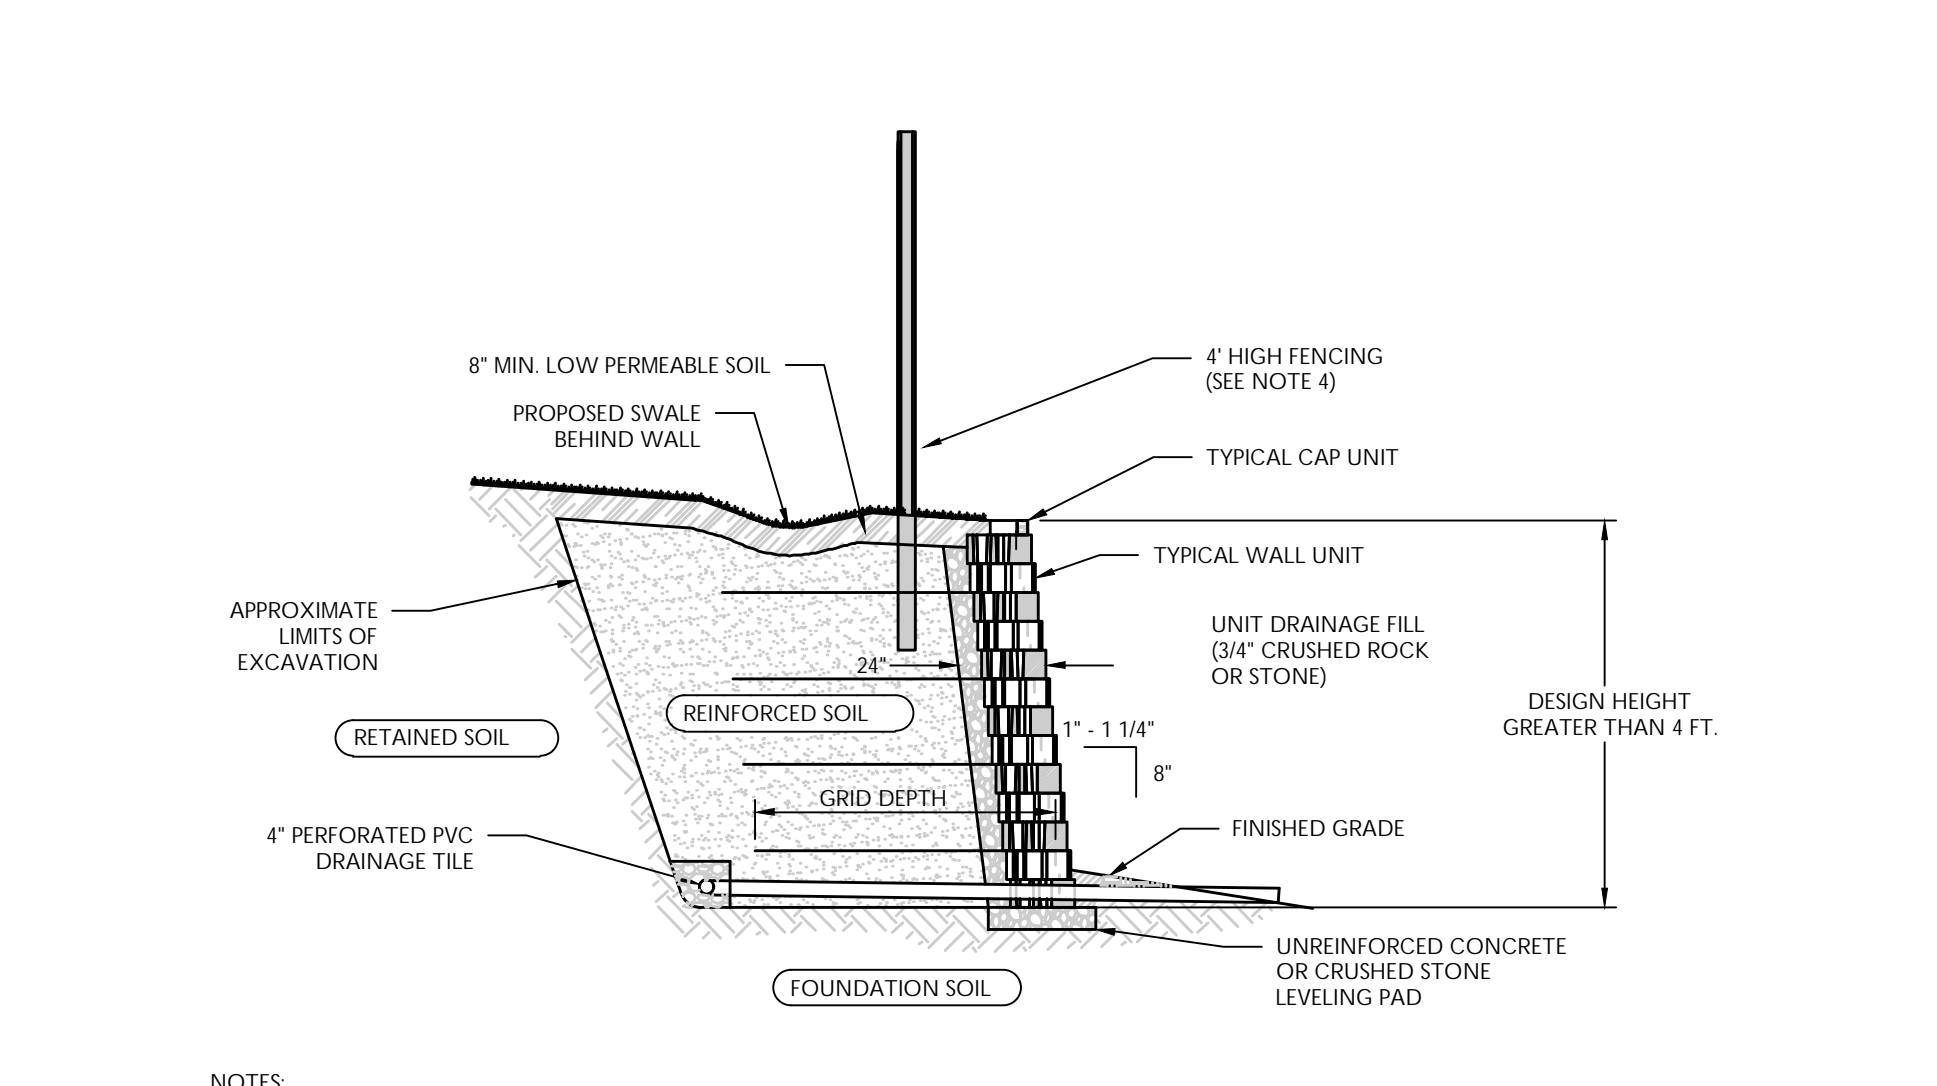 8" MIN. LOW PERMEABLE SOIL
PROPOSED SWALE
BEHIND WALL
4' HIGH FENCING
(SEE NOTE 4)
TYPICAL CAP UNIT
TYPICAL WALL UNIT
APPROXIMATE
LIMITS OF
EXCAVATION
UNIT DRAINAGE FILL
(3/4" CRUSHED ROCK
OR STONE)
24"
REINFORCED SOIL
RETAINED SOIL
DESIGN HEIGHT
GREATER THAN 4 FT.
1" - 1 1/4"
8"
GRID DEPTH
4" PERFORATED PVC
DRAINAGE TILE
FINISHED GRADE
UNREINFORCED CONCRETE
OR CRUSHED STONE
LEVELING PAD
FOUNDATION SOIL
NOTES: